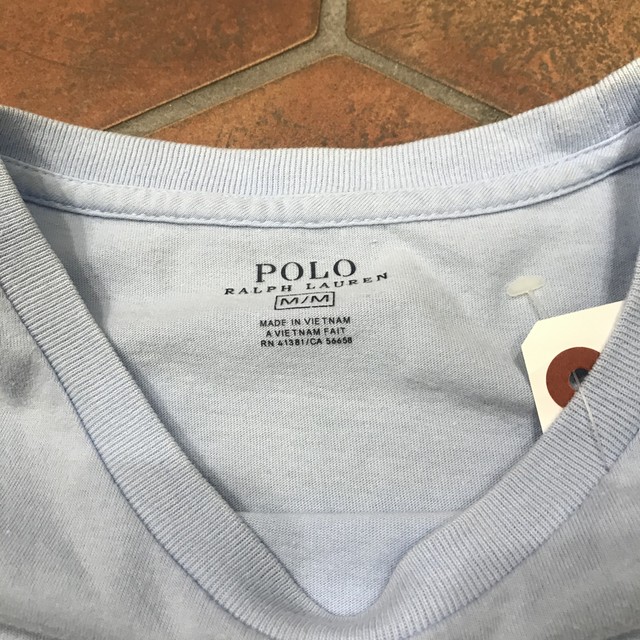 POLO
RALPH LAUREN
M/M
MADE IN VIETNAM
A VIETNAM FAIT
RN 41381/CA 56658